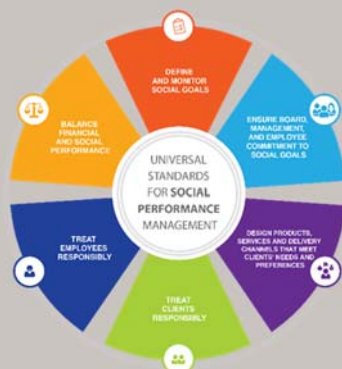 DEFINE
AND MONITOR
SOCIAL GOALS
ENSURE BOARD,
MANAGEMENT,
AND EMPLOYEE
COMMITMENT TO
SOCIAL GOALS
DESIGN PRODUCTS,
SERVICES AND DELIVERY
CHANNELS THAT MEET
CLIENTS' NEEDS AND
PREFERENCES
TREAT
CLIENTS
RESPONSIBLY
TREAT
EMPLOYEES
RESPONSIBLY
BALANCE
FINANCIAL
AND SOCIAL
PERFORMANCE
UNIVERSAL
STANDARDS
FOR SOCIAL
PERFORMANCE
MANAGEMENT